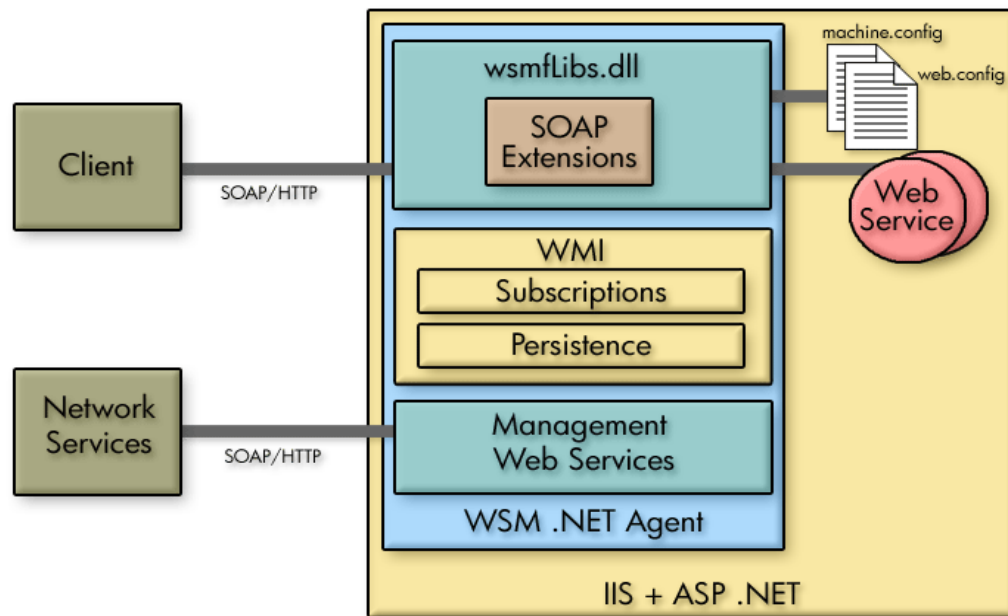 machine.config
web.config
wsmfLibs.dll
SOAP
Extensions
Client
SOAP/HTTP
Web
Service
WMI
Subscriptions
Persistence
Network
Services
SOAP/HTTP
Management
Web Services
WSM .NET Agent
IIS + ASP .NET